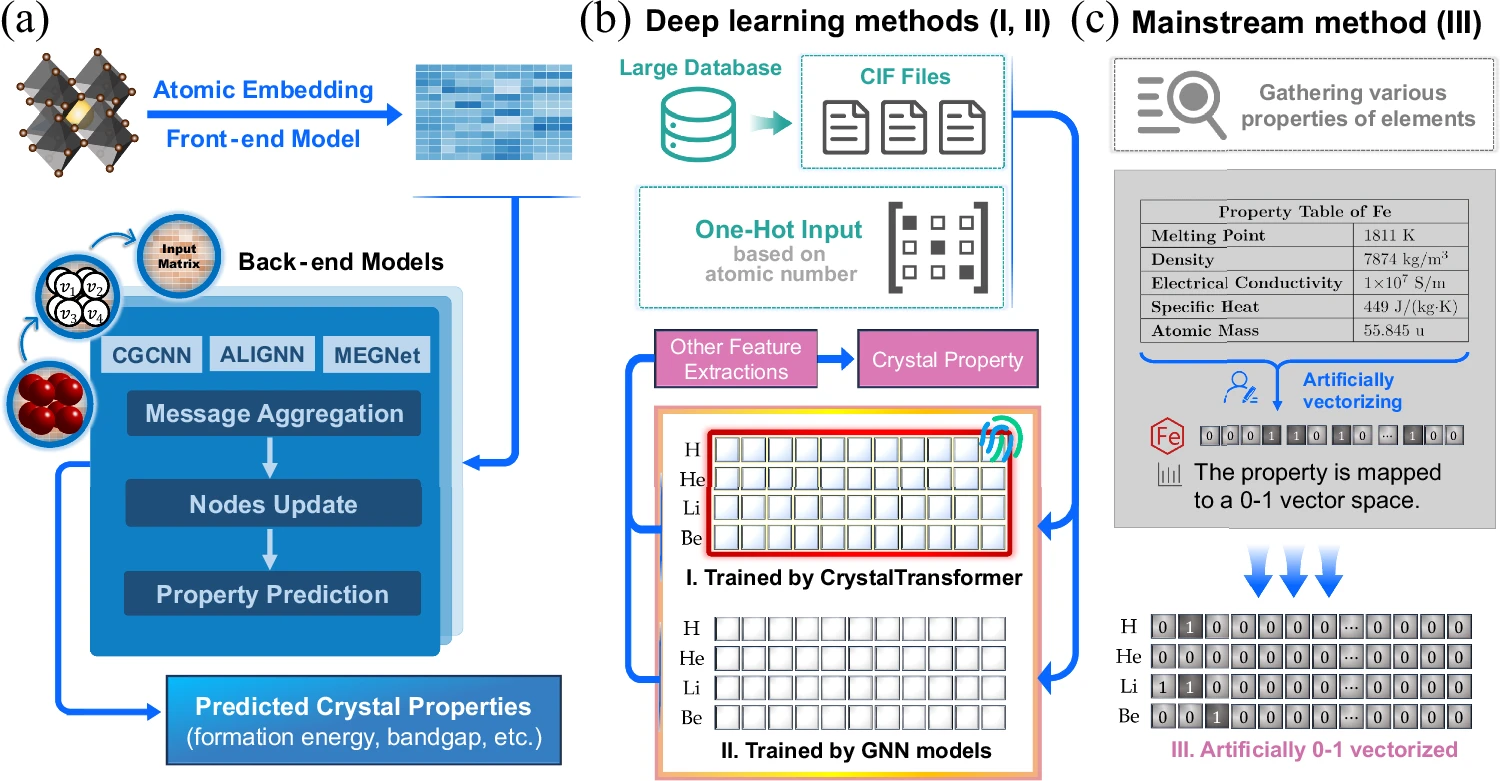 (a)
Atomic Embedding
Front-end Model
Input
Matrix
Back-end Models
v1 v2
v3 v4
CGCNN ALIGNN MEGNet
Message Aggregation
Nodes Update
Property Prediction
Predicted Crystal Properties
(formation energy, bandgap, etc.)
(b) Deep learning methods (I, II)
Large Database
CIF Files
One-Hot Input
based on
atomic number
Other Feature
Extractions
Crystal Property
H
He
Li
Be
I. Trained by CrystalTransformer
H
He
Li
Be
II. Trained by GNN models
(c) Mainstream method (III)
Gathering various
properties of elements
Property Table of Fe
Melting Point 1811 K
Density 7874 kg/m³
Electrical Conductivity 1×10⁷ S/m
Specific Heat 449 J/(kg·K)
Atomic Mass 55.845 u
Artificially
vectorizing
Fe 0 0 0 1 1 0 1 0 ... 1 0 0
The property is mapped
to a 0-1 vector space.
H 0 1 0 0 0 0 0 ... 0 0 0 0
He 0 0 0 0 0 0 0 ... 0 0 0 0
Li 1 1 0 0 0 0 0 ... 0 0 0 0
Be 0 0 1 0 0 0 0 ... 0 0 0 0
III. Artificially 0-1 vectorized